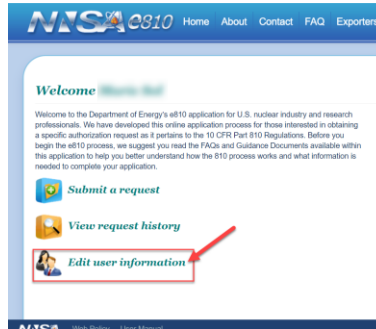 NNSA e810 Home About Contact FAQ Exporters
Welcome
Welcome to the Department of Energy's e810 application for U.S. nuclear industry and research
professionals. We have developed this online application process for those interested in obtaining
a specific authorization request as it pertains to the 10 CFR Part 810 Regulations. Before you
begin the e810 process, we suggest you read the FAQs and Guidance Documents available within
this application to help you better understand how the 810 process works and what information is
needed to complete your application.
Submit a request
View request history
Edit user information
NNSA Web Policy User Manual